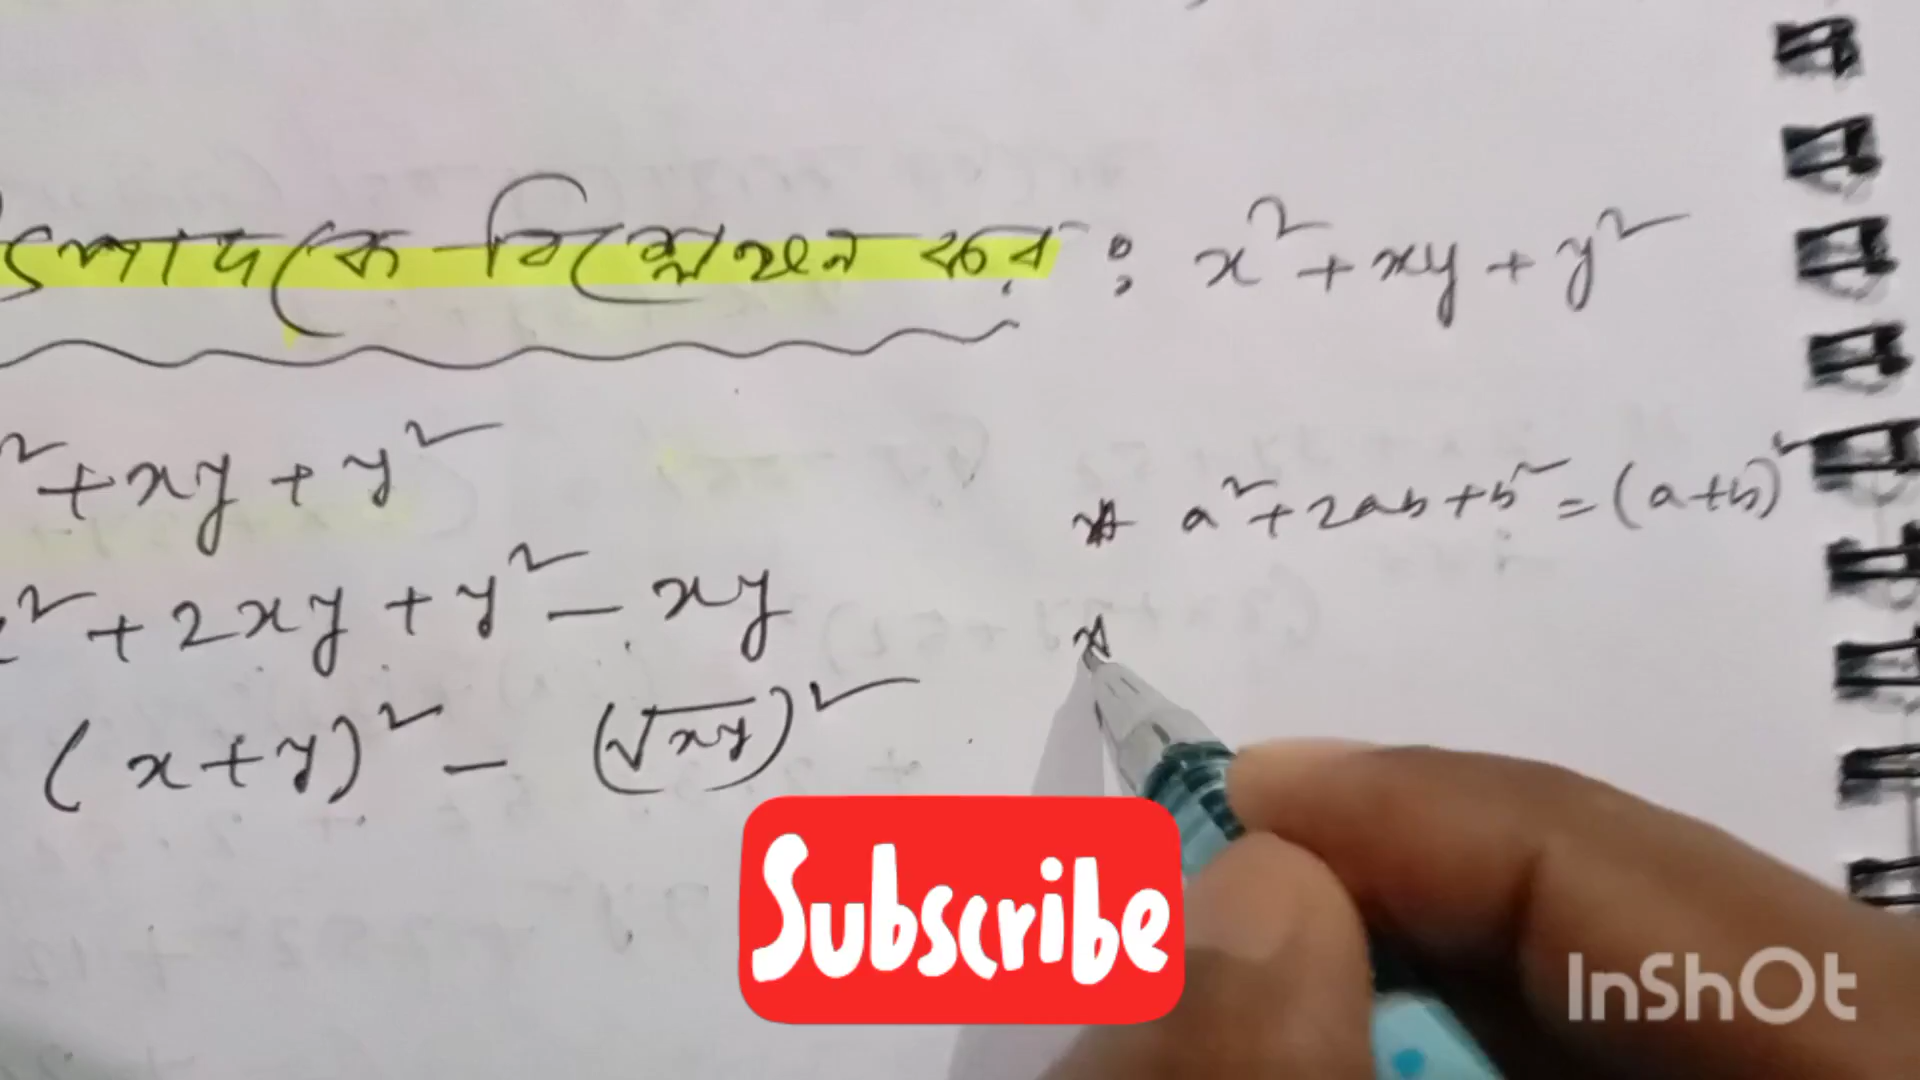 উৎপাদকে বিশ্লেষণ কর : x² + xy + y²
² + xy + y²
x² + 2xy + y² - xy
(x+y)² - (√xy)²
* a² + 2ab + b² = (a+b)²
*
Subscribe
InShOt